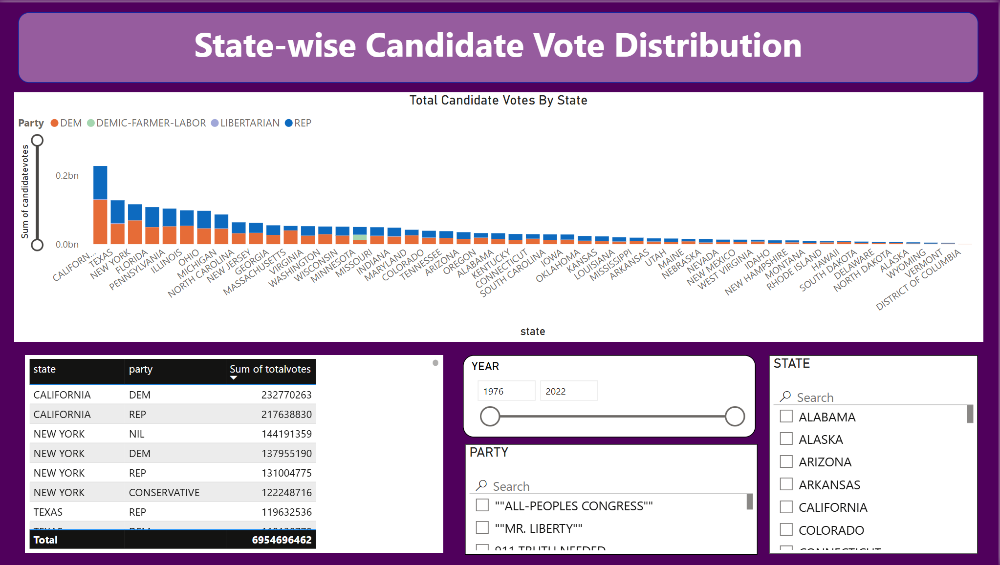 State-wise Candidate Vote Distribution
Total Candidate Votes By State
Party DEM DEMIC-FARMER-LABOR LIBERTARIAN REP
Sum of candidatevotes
0.2bn
0.0bn
CALIFORN...
TEXAS
NEW YORK
FLORIDA
PENNSYLVANIA
ILLINOIS
OHIO
MICHIGAN
NORTH CAROLINA
NEW JERSEY
GEORGIA
MASSACHUSETTS
VIRGINIA
WASHINGTON
WISCONSIN
MINNESOTA
MISSOURI
INDIANA
MARYLAND
COLORADO
TENNESSEE
ARIZONA
OREGON
ALABAMA
KENTUCKY
CONNECTICUT
SOUTH CAROLINA
IOWA
OKLAHOMA
KANSAS
LOUISIANA
MISSISSIPPI
ARKANSAS
UTAH
MAINE
NEBRASKA
NEVADA
NEW MEXICO
WEST VIRGINIA
IDAHO
NEW HAMPSHIRE
MONTANA
RHODE ISLAND
HAWAII
SOUTH DAKOTA
DELAWARE
NORTH DAKOTA
ALASKA
WYOMING
VERMONT
DISTRICT OF COLUMBIA
state
state party Sum of totalvotes
CALIFORNIA DEM 232770263
CALIFORNIA REP 217638830
NEW YORK NIL 144191359
NEW YORK DEM 137955190
NEW YORK REP 131004775
NEW YORK CONSERVATIVE 122248716
TEXAS REP 119632536
TEXAS DEM
Total 6954696462
YEAR
1976 2022
PARTY
Search
""ALL-PEOPLES CONGRESS""
""MR. LIBERTY""
911 TRUTH NEEDED
STATE
Search
ALABAMA
ALASKA
ARIZONA
ARKANSAS
CALIFORNIA
COLORADO
CONNECTICUT